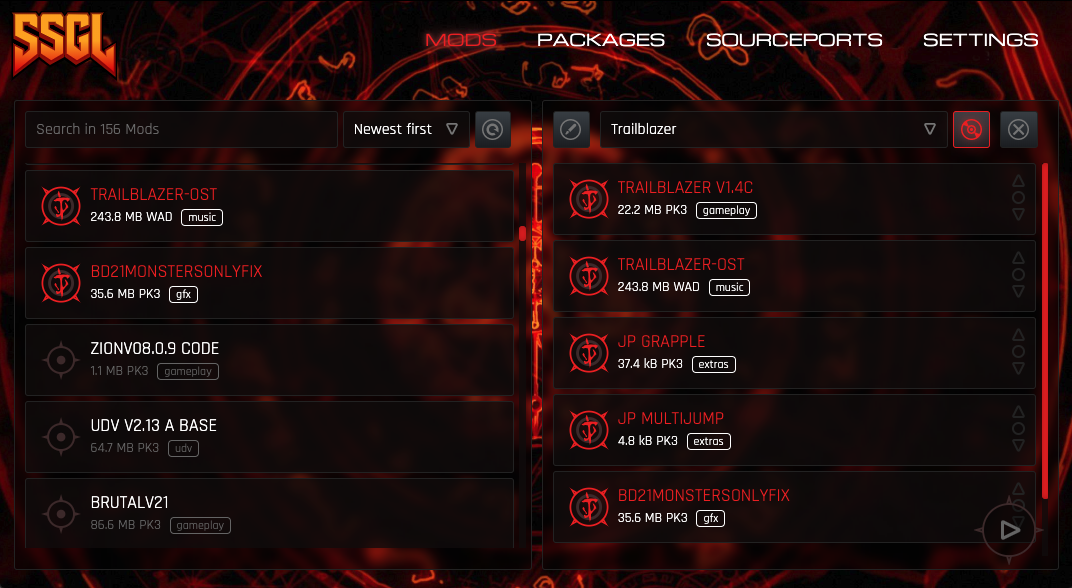 SSGL
MODS PACKAGES SOURCEPORTS SETTINGS
Search in 156 Mods
Newest first
TRAILBLAZER-OST
243.8 MB WAD music
BD21MONSTERSONLYFIX
35.6 MB PK3 gfx
ZIONV08.0.9 CODE
1.1 MB PK3 gameplay
UDV V2.13 A BASE
64.7 MB PK3 udv
BRUTALV21
86.6 MB PK3 gameplay
Trailblazer
TRAILBLAZER V1.4C
22.2 MB PK3 gameplay
TRAILBLAZER-OST
243.8 MB WAD music
JP GRAPPLE
37.4 kB PK3 extras
JP MULTIJUMP
4.8 kB PK3 extras
BD21MONSTERSONLYFIX
35.6 MB PK3 gfx